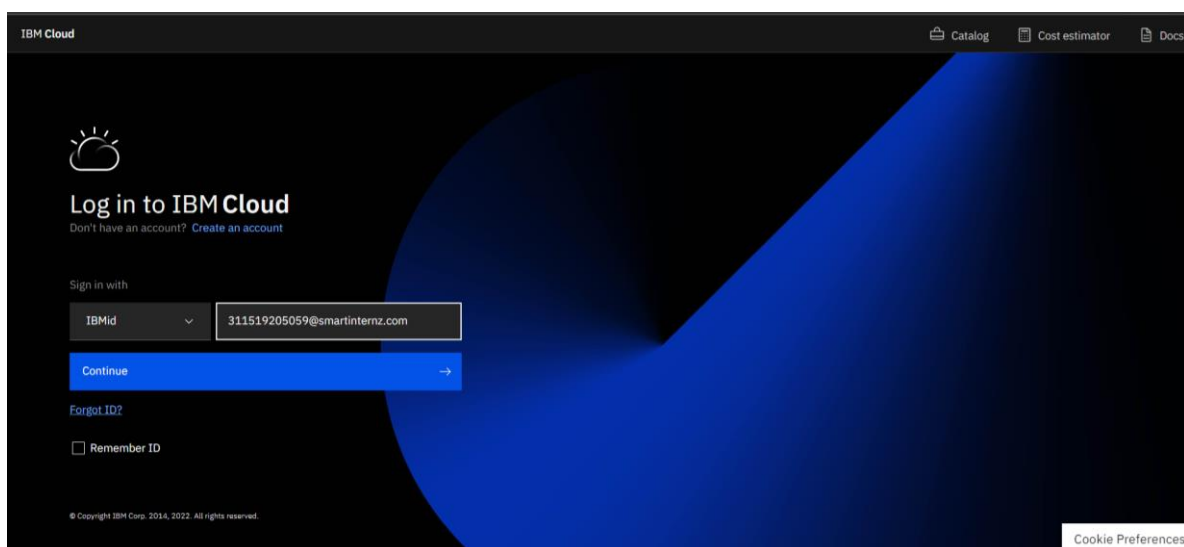 IBM Cloud Catalog Cost estimator Docs
Log in to IBM Cloud
Don't have an account? Create an account
Sign in with
IBMid 311519205059@smartinternz.com
Continue
Forgot ID?
Remember ID
© Copyright IBM Corp. 2014, 2022. All rights reserved.
Cookie Preferences